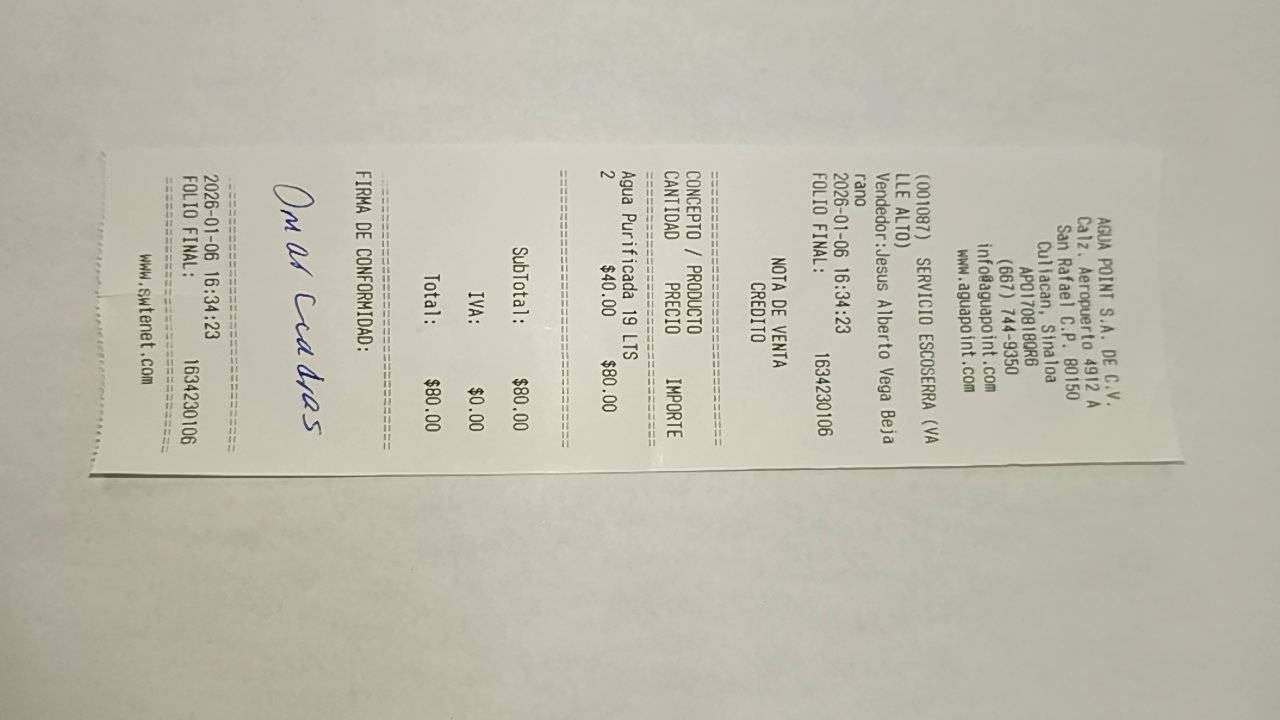 AGUA POINT S.A. DE C.V.
Calz. Aeropuerto 4912 A
San Rafael C.P. 80150
Culiacan, Sinaloa
APO170818QR6
(667) 744-9350
info@aguapoint.com
www.aguapoint.com
(001087) SERVICIO ESCOSERRA (VA
LLE ALTO)
Vendedor:Jesus Alberto Vega Beja
rano
2026-01-06 16:34:23
FOLIO FINAL: 1634230106
NOTA DE VENTA
CREDITO
================================
CONCEPTO / PRODUCTO
CANTIDAD PRECIO IMPORTE
================================
Agua Purificada 19 LTS
2 $40.00 $80.00
================================
SubTotal: $80.00
IVA: $0.00
Total: $80.00
================================
FIRMA DE CONFORMIDAD:
Omar Cuadras
================================
2026-01-06 16:34:23
FOLIO FINAL: 1634230106
================================
www.swtenet.com